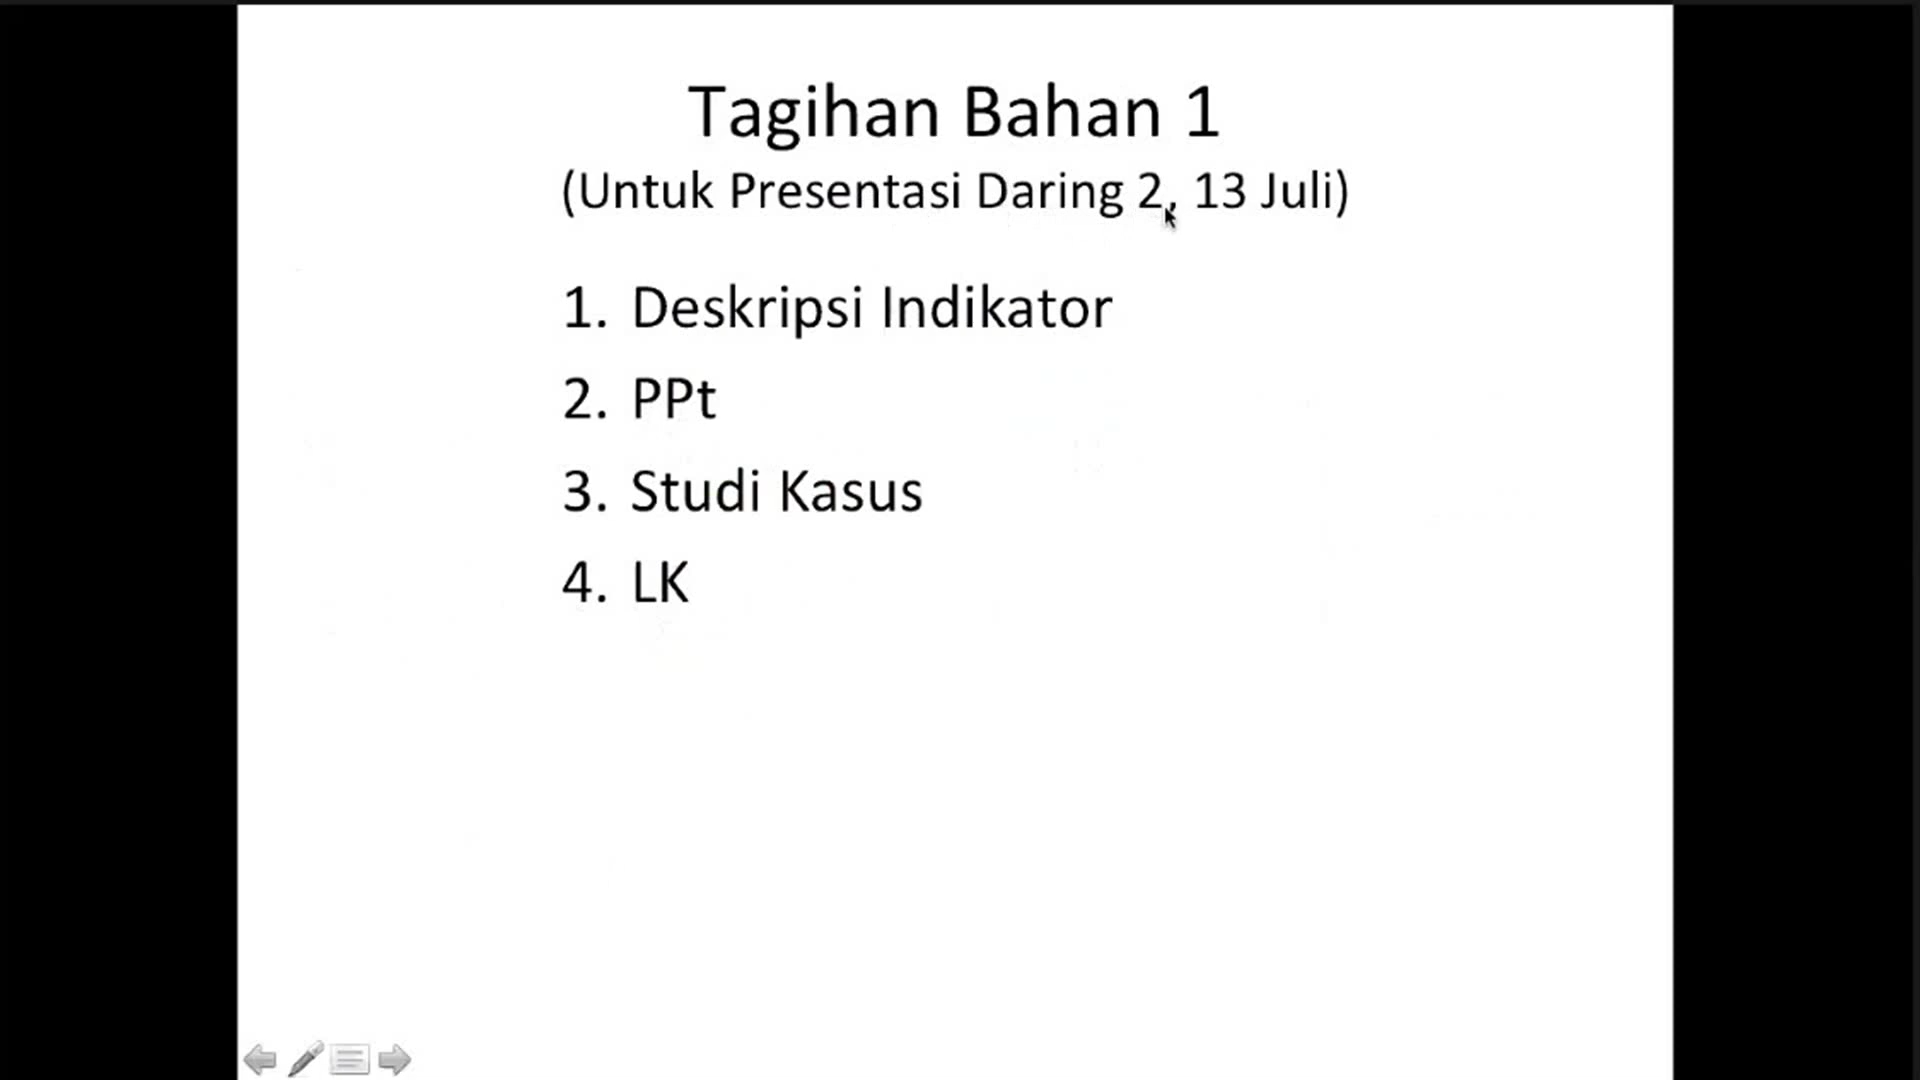 Tagihan Bahan 1
(Untuk Presentasi Daring 2, 13 Juli)
1. Deskripsi Indikator
2. PPt
3. Studi Kasus
4. LK